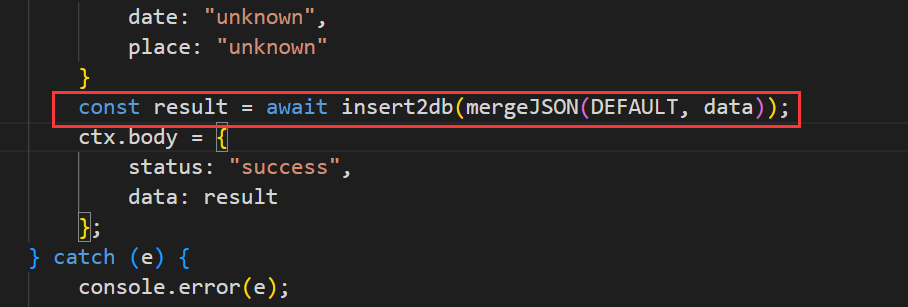 date: "unknown",
place: "unknown"
}
const result = await insert2db(mergeJSON(DEFAULT, data));
ctx.body = {
status: "success",
data: result
};
} catch (e) {
console.error(e);